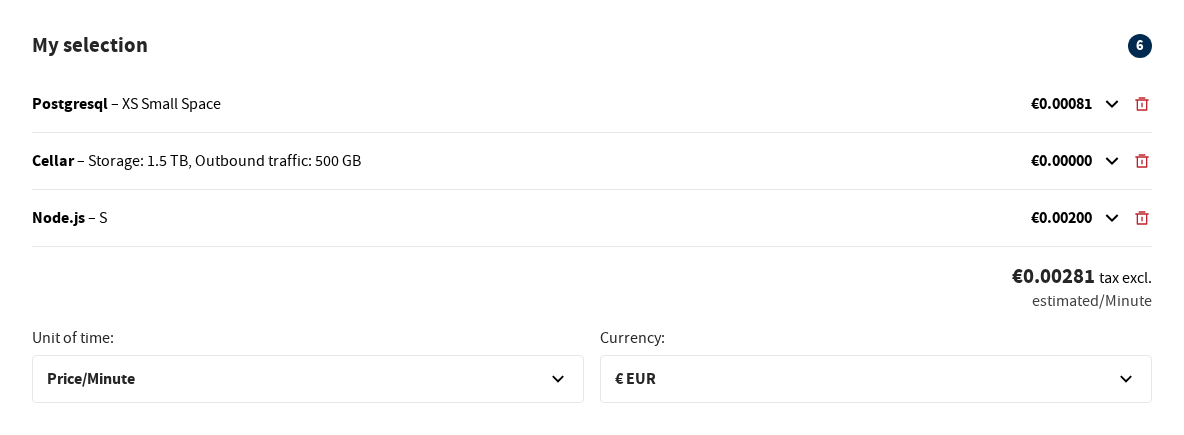 My selection 6
Postgresql – XS Small Space €0.00081
Cellar – Storage: 1.5 TB, Outbound traffic: 500 GB €0.00000
Node.js – S €0.00200
€0.00281 tax excl.
estimated/Minute
Unit of time: Currency:
Price/Minute € EUR